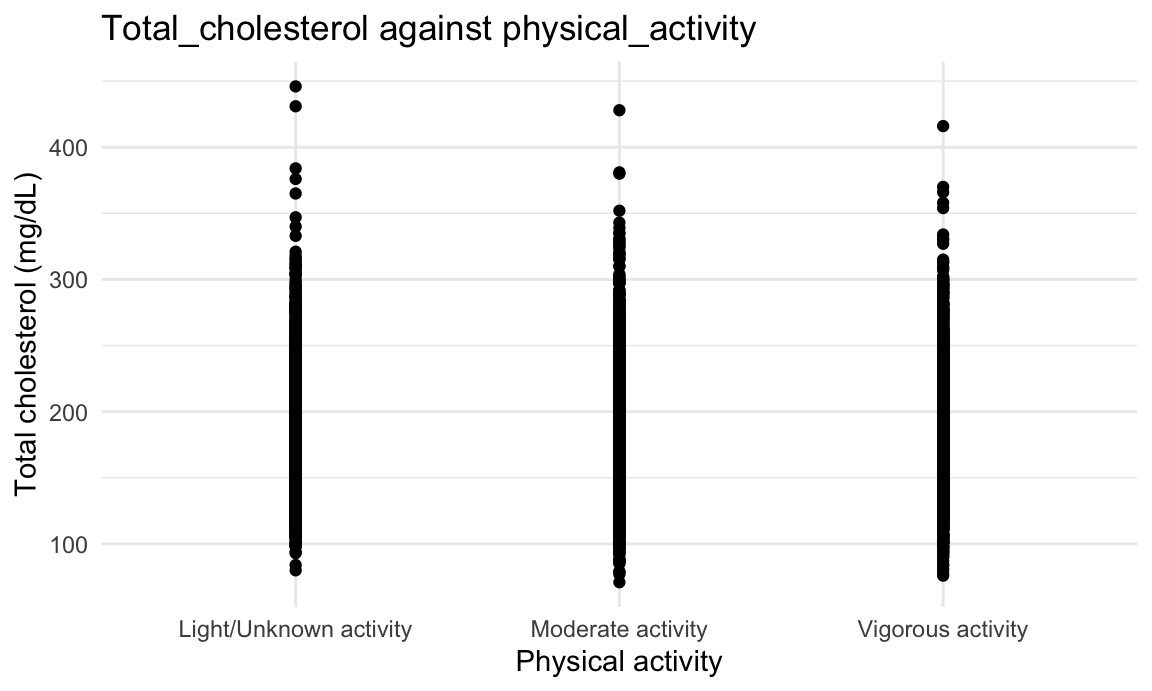 Total_cholesterol against physical_activity
Total cholesterol (mg/dL)
400
300
200
100
Light/Unknown activity
Moderate activity
Vigorous activity
Physical activity